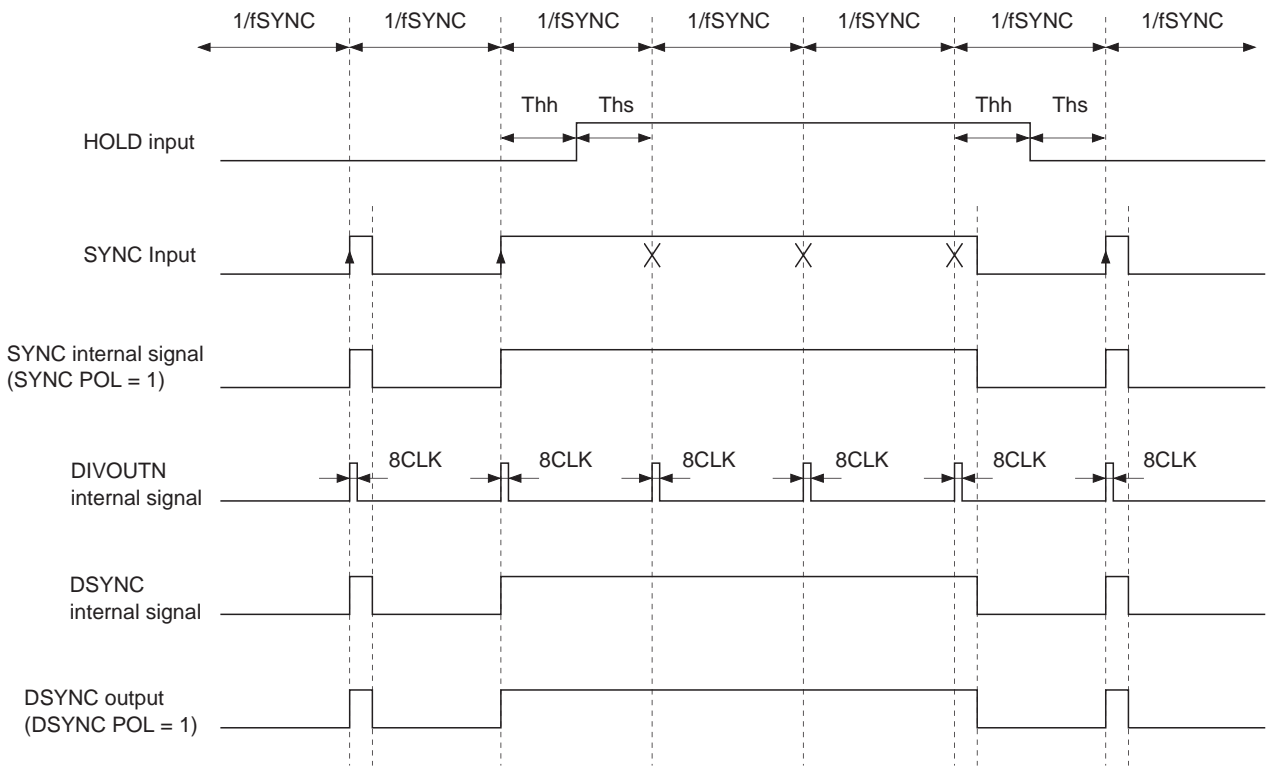 1/fSYNC 1/fSYNC 1/fSYNC 1/fSYNC 1/fSYNC 1/fSYNC 1/fSYNC
Thh Ths Thh Ths
HOLD input
SYNC Input
SYNC internal signal
(SYNC POL = 1)
8CLK 8CLK 8CLK 8CLK 8CLK 8CLK
DIVOUTN
internal signal
DSYNC
internal signal
DSYNC output
(DSYNC POL = 1)